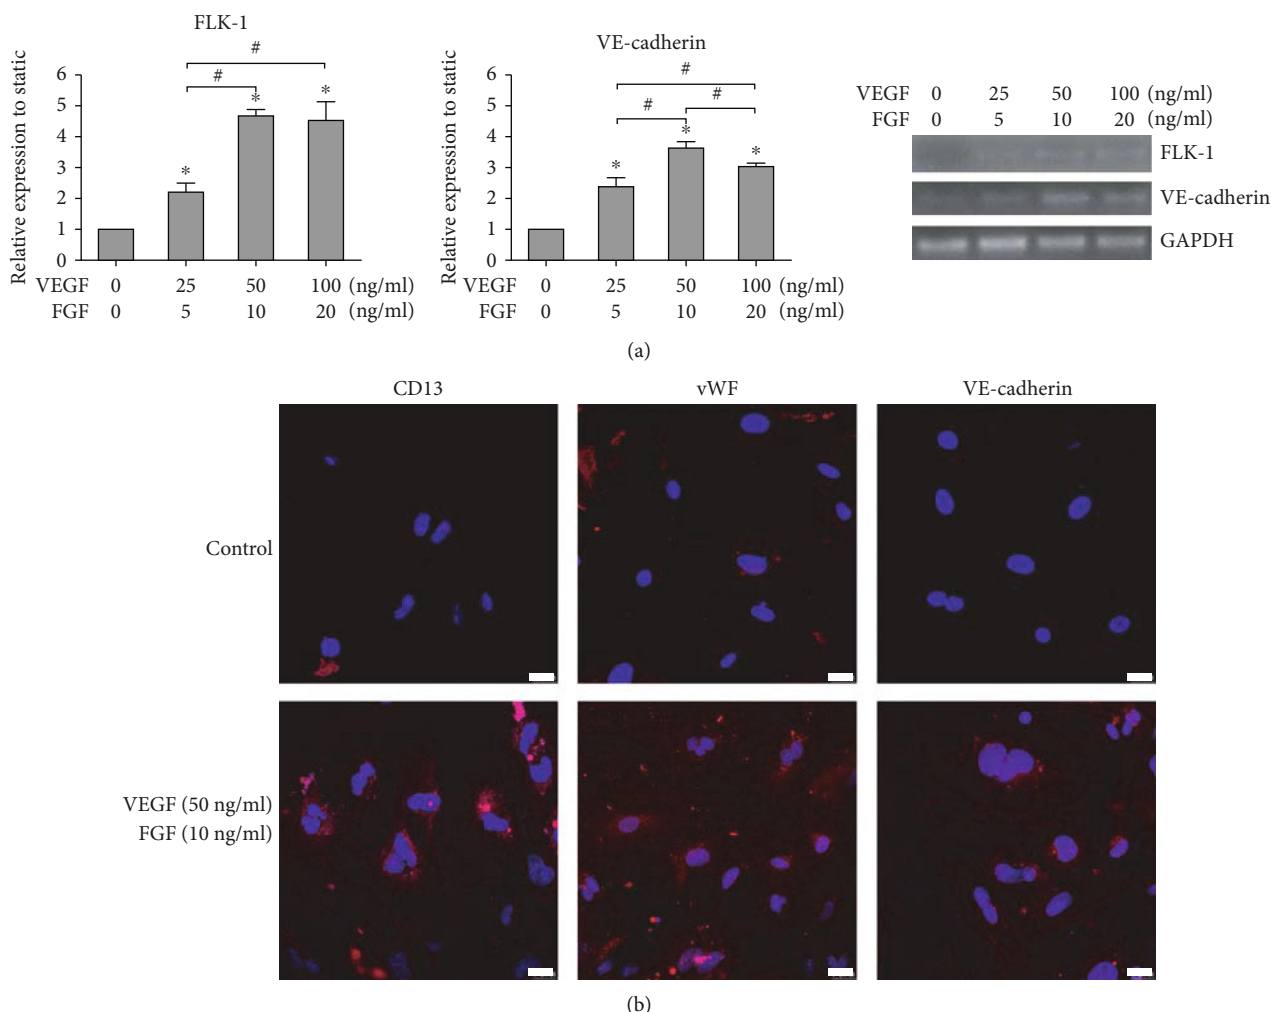 FLK-1
# #
Relative expression to static
6
5
4
3
2
1
0
* * *
VEGF 0 25 50 100 (ng/ml)
FGF 0 5 10 20 (ng/ml)
VE-cadherin
# # #
Relative expression to static
6
5
4
3
2
1
0
* * *
VEGF 0 25 50 100 (ng/ml)
FGF 0 5 10 20 (ng/ml)
VEGF 0 25 50 100 (ng/ml)
FGF 0 5 10 20 (ng/ml)
FLK-1
VE-cadherin
GAPDH
(a)
CD13 vWF VE-cadherin
Control
VEGF (50 ng/ml)
FGF (10 ng/ml)
(b)